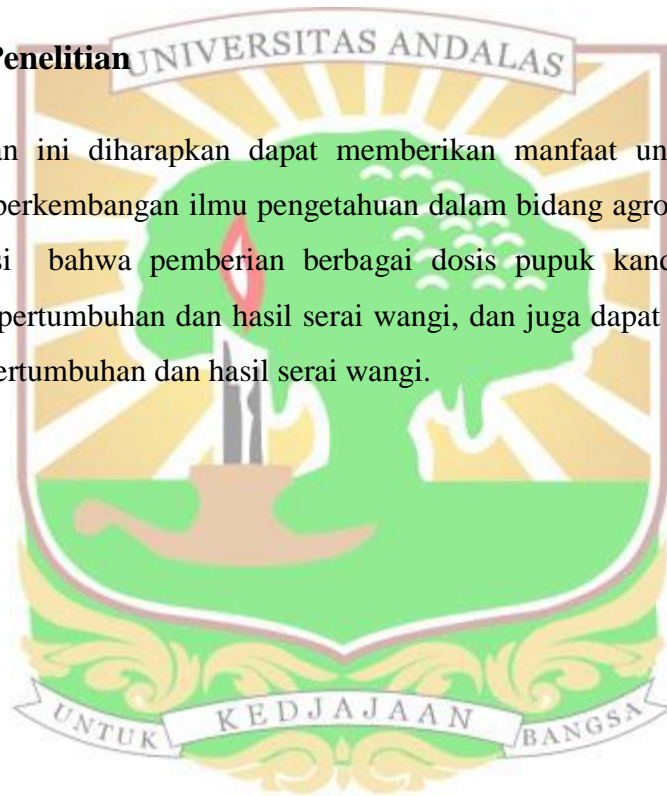 UNIVERSITAS ANDALAS
Penelitian
an ini diharapkan dapat memberikan manfaat un
perkembangan ilmu pengetahuan dalam bidang agro
si bahwa pemberian berbagai dosis pupuk kand
pertumbuhan dan hasil serai wangi, dan juga dapat
ertumbuhan dan hasil serai wangi.
UNTUK KEDJAJAAN BANGSA